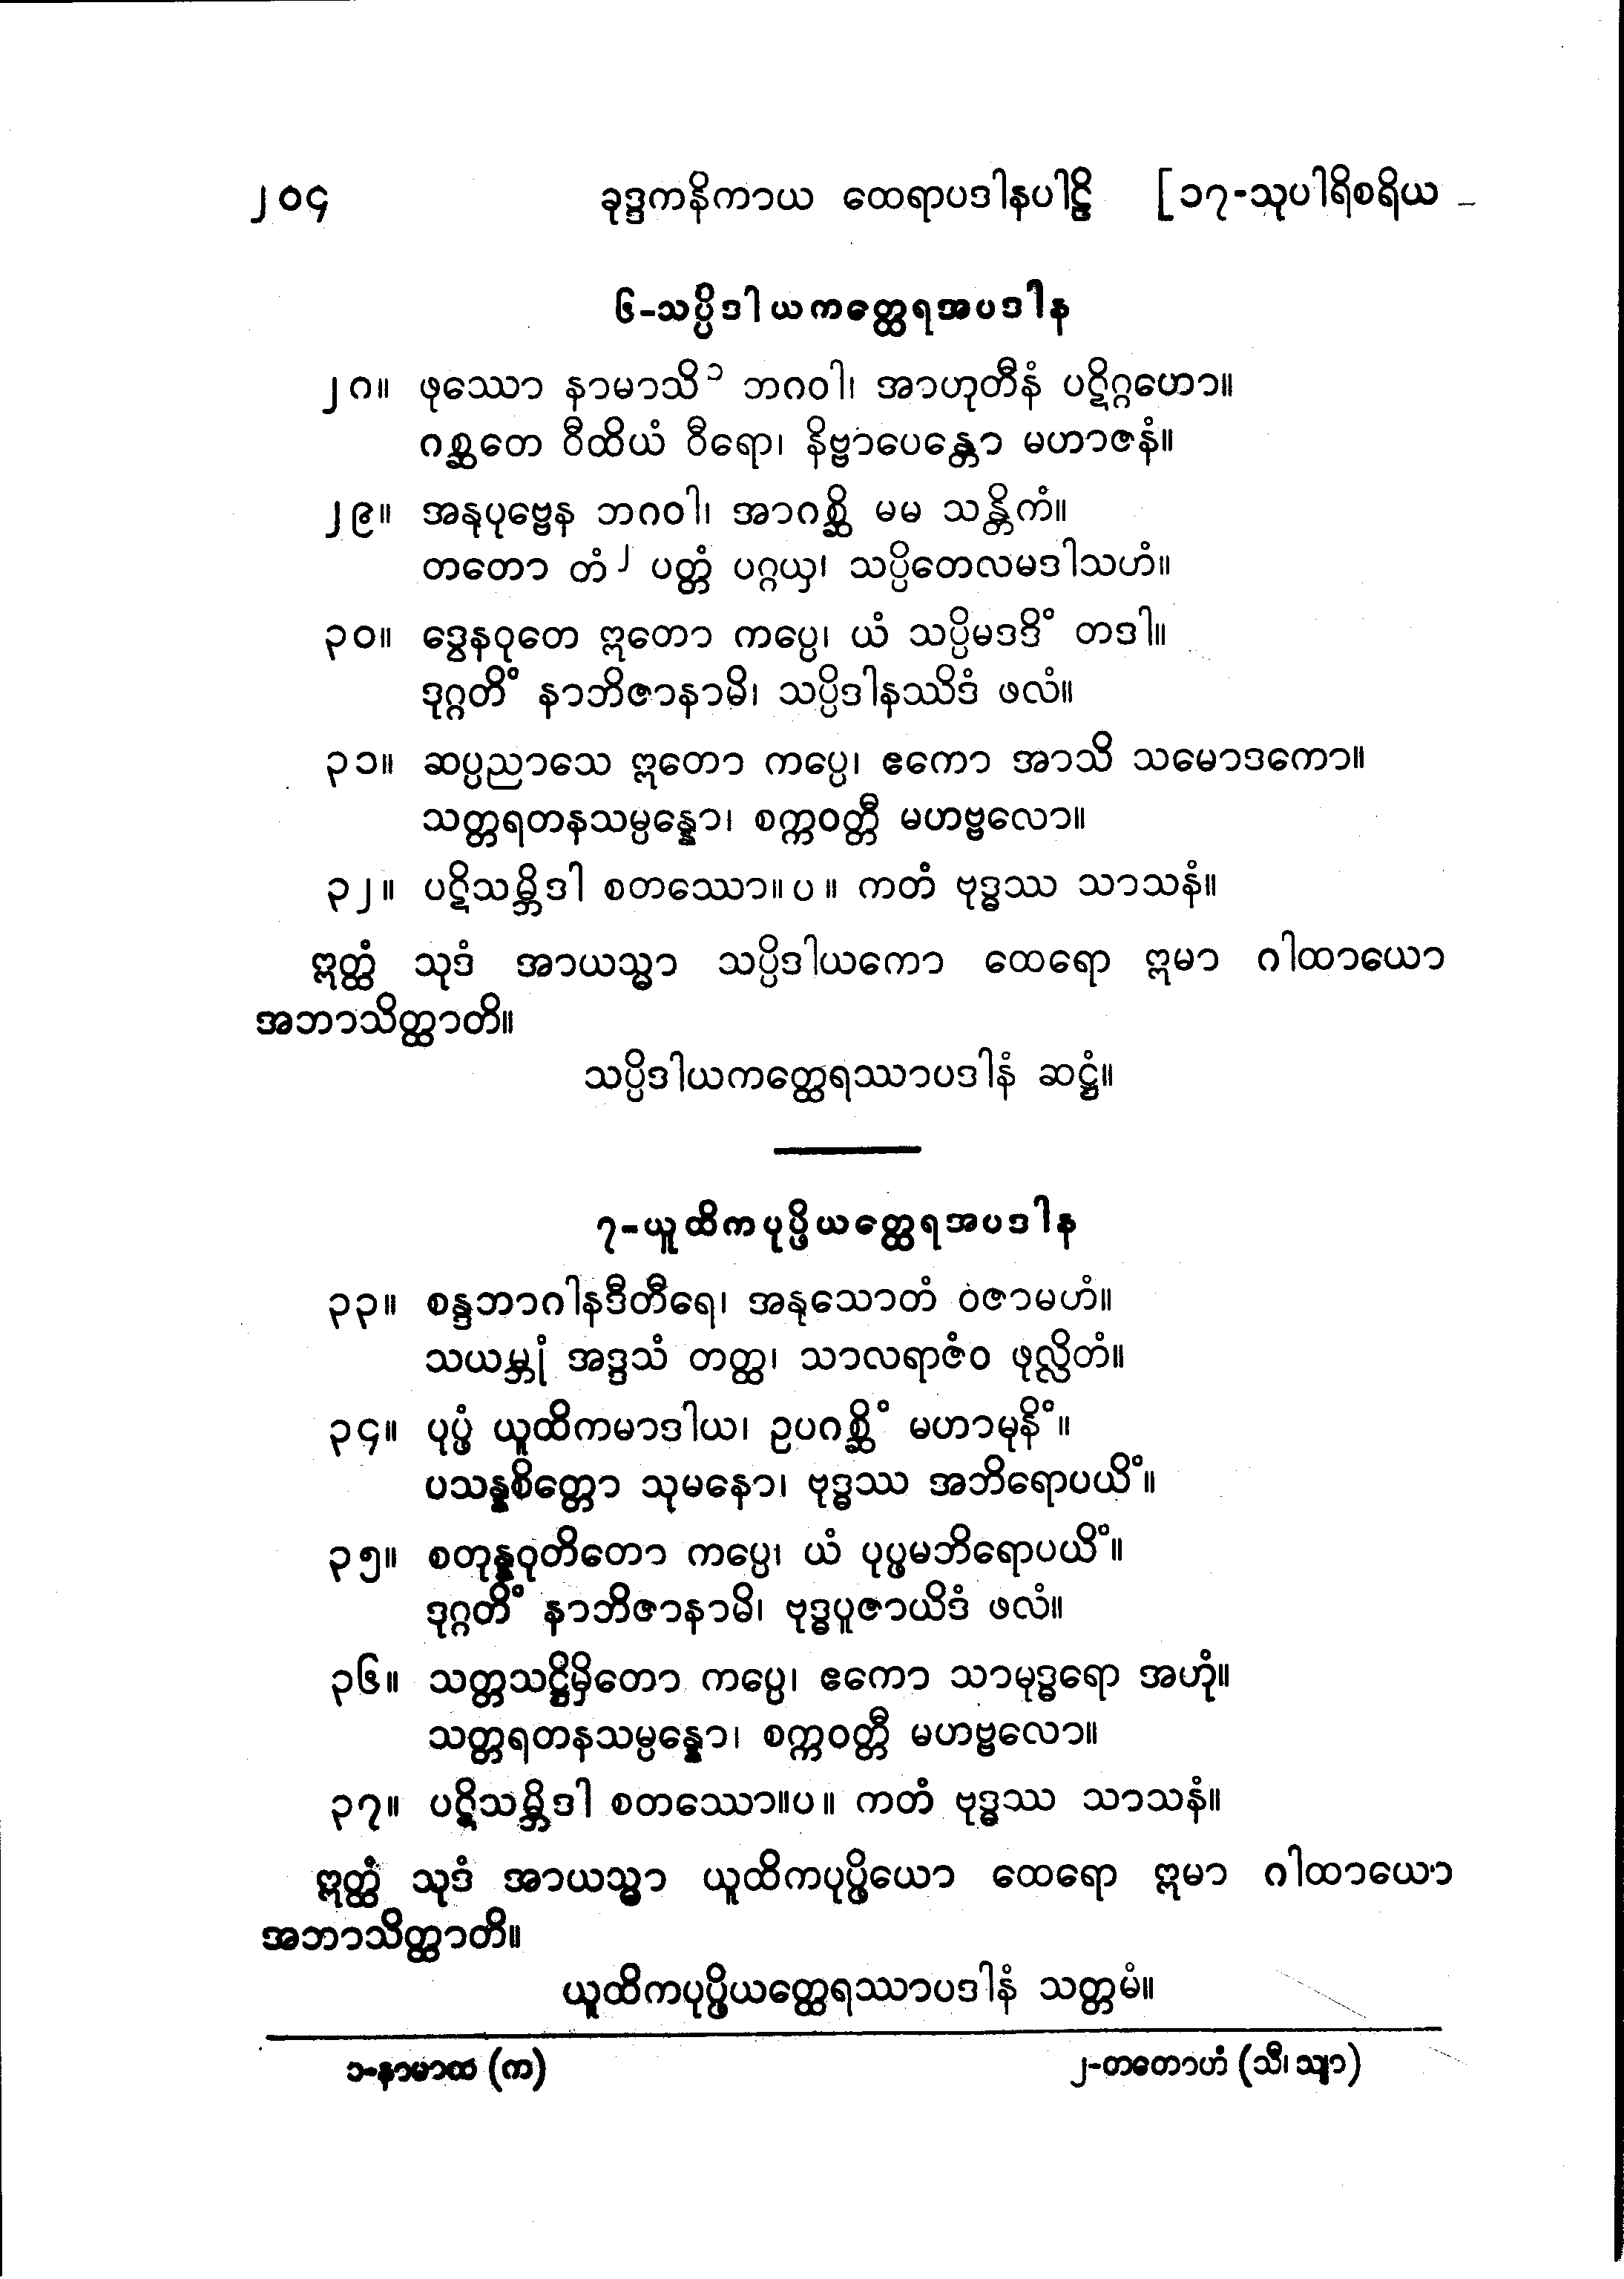 ၂၀၄ ခုဒ္ဒကနိကာယ ထေရာပဒါနပါဠိ [၁၇-သုပါရိစရိယ -
၆-သပ္ပိဒါယကတ္ထေရအပဒါန
၂၈။ ဖုဿော နာမာသိ၁ ဘဂဝါ၊ အာဟုတီနံ ပဋိဂ္ဂဟော။
ဂစ္ဆတေ ဝီထိယံ ဝီရော၊ နိဗ္ဗာပေန္တော မဟာဇနံ။
၂၉။ အနုပုဗ္ဗေန ဘဂဝါ၊ အာဂစ္ဆိ မမ သန္တိကံ။
တတော တံ၂ ပတ္တံ ပဂ္ဂယှ၊ သပ္ပိတေလမဒါသဟံ။
၃၀။ ဒွေနဝုတေ ဣတော ကပ္ပေ၊ ယံ သပ္ပိမဒဒိံ တဒါ။
ဒုဂ္ဂတိံ နာဘိဇာနာမိ၊ သပ္ပိဒါနဿိဒံ ဖလံ။
၃၁။ ဆပ္ပညာသေ ဣတော ကပ္ပေ၊ ဧကော အာသိ သမောဒကော။
သတ္တရတနသမ္ပန္နော၊ စက္ကဝတ္တီ မဟဗ္ဗလော။
၃၂။ ပဋိသမ္ဘိဒါ စတဿော။ပ။ ကတံ ဗုဒ္ဓဿ သာသနံ။
ဣတ္ထံ သုဒံ အာယသ္မာ သပ္ပိဒါယကော ထေရော ဣမာ ဂါထာယော
အဘာသိတ္ထာတိ။
သပ္ပိဒါယကတ္ထေရဿာပဒါနံ ဆဋ္ဌံ။
၇-ယူထိကပုပ္ဖိယတ္ထေရအပဒါန
၃၃။ စန္ဒဘာဂါနဒီတီရေ၊ အနုသောတံ ဝဇာမဟံ။
သယမ္ဘုံ အဒ္ဒသံ တတ္ထ၊ သာလရာဇံဝ ဖုလ္လိတံ။
၃၄။ ပုပ္ဖံ ယူထိကမာဒါယ၊ ဥပဂစ္ဆိံ မဟာမုနိံ။
ပသန္နစိတ္တော သုမနော၊ ဗုဒ္ဓဿ အဘိရောပယိံ။
၃၅။ စတုန္နဝုတိတော ကပ္ပေ၊ ယံ ပုပ္ဖမဘိရောပယိံ။
ဒုဂ္ဂတိံ နာဘိဇာနာမိ၊ ဗုဒ္ဓပူဇာယိဒံ ဖလံ။
၃၆။ သတ္တသဋ္ဌိမှိတော ကပ္ပေ၊ ဧကော သာမုဒ္ဓရော အဟုံ။
သတ္တရတနသမ္ပန္နော၊ စက္ကဝတ္တီ မဟဗ္ဗလော။
၃၇။ ပဋိသမ္ဘိဒါ စတဿော။ပ။ ကတံ ဗုဒ္ဓဿ သာသနံ။
ဣတ္ထံ သုဒံ အာယသ္မာ ယူထိကပုပ္ဖိယော ထေရော ဣမာ ဂါထာယော
အဘာသိတ္ထာတိ။
ယူထိကပုပ္ဖိယတ္ထေရဿာပဒါနံ သတ္တမံ။
၁-နာမာထ (က) ၂-တတောဟံ (သီ၊ သျာ)